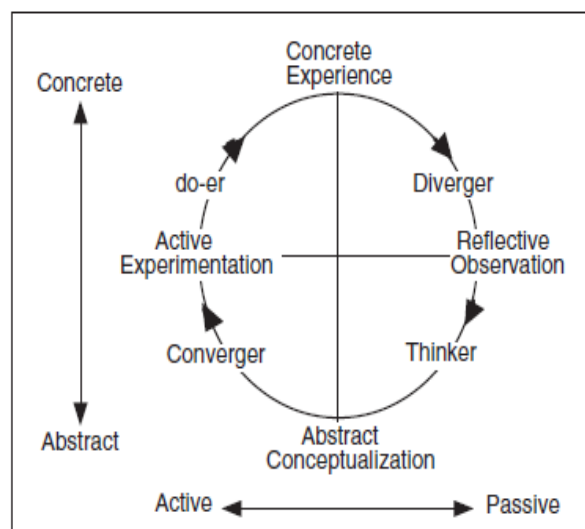 Concrete
Experience
Concrete
do-er
Diverger
Active
Experimentation
Reflective
Observation
Converger
Thinker
Abstract
Abstract
Conceptualization
Active
Passive